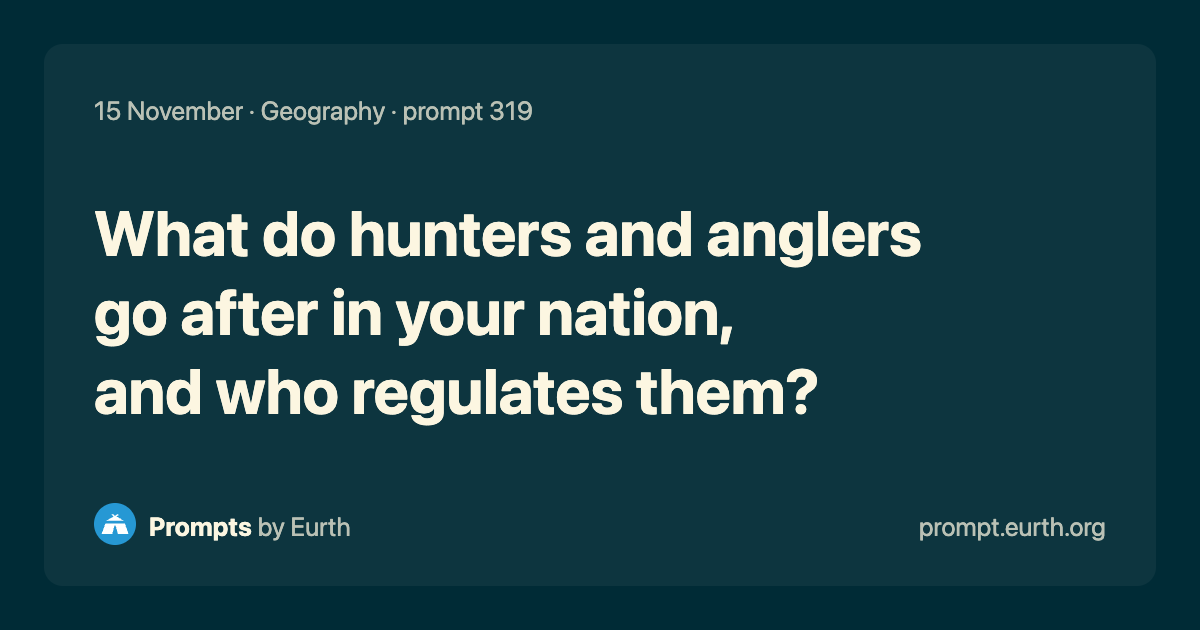 15 November · Geography · prompt 319
What do hunters and anglers
go after in your nation,
and who regulates them?
Prompts by Eurth
prompt.eurth.org